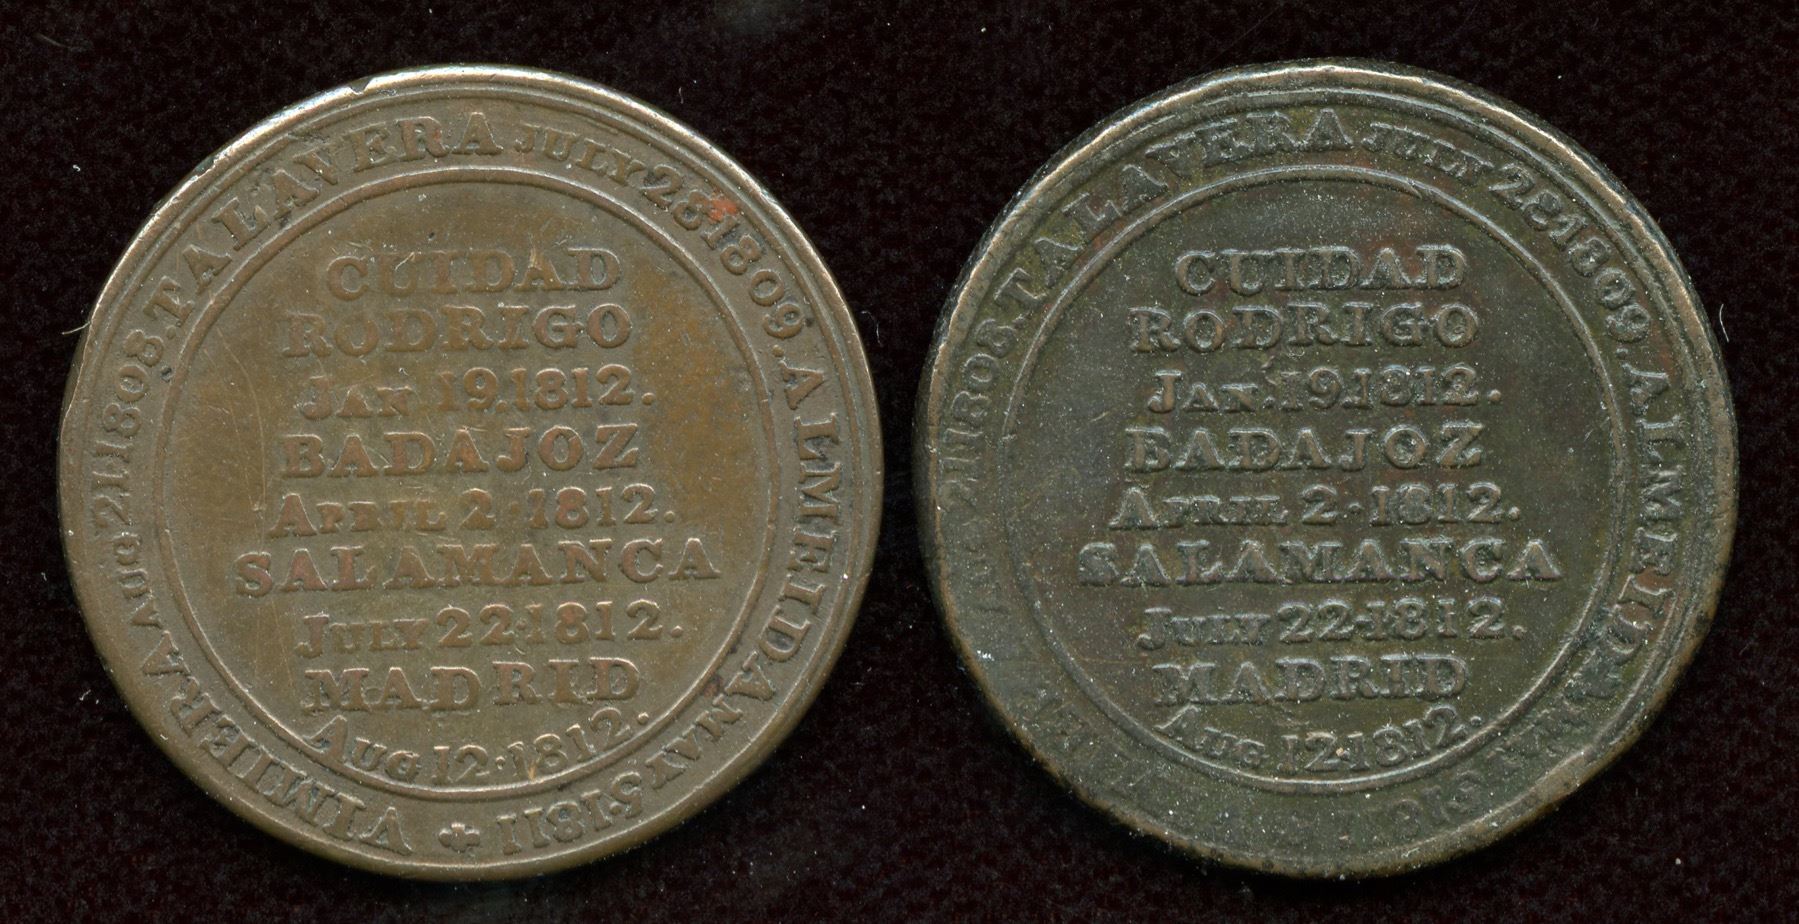 VIMIERA AUG 21 1808. TALAVERA JULY 28·1809. ALMEIDA MAY 5 1811
CUIDAD
RODRIGO
JAN 19.1812.
BADAJOZ
APRIL 2·1812.
SALAMANCA
JULY 22·1812.
MADRID
AUG 12·1812.
21 1808. TALAVERA JULY 28·1809. ALMEIDA
CUIDAD
RODRIGO
JAN.19.1812.
BADAJOZ
APRIL 2·1812.
SALAMANCA
JULY 22·1812.
MADRID
AUG 12·1812.